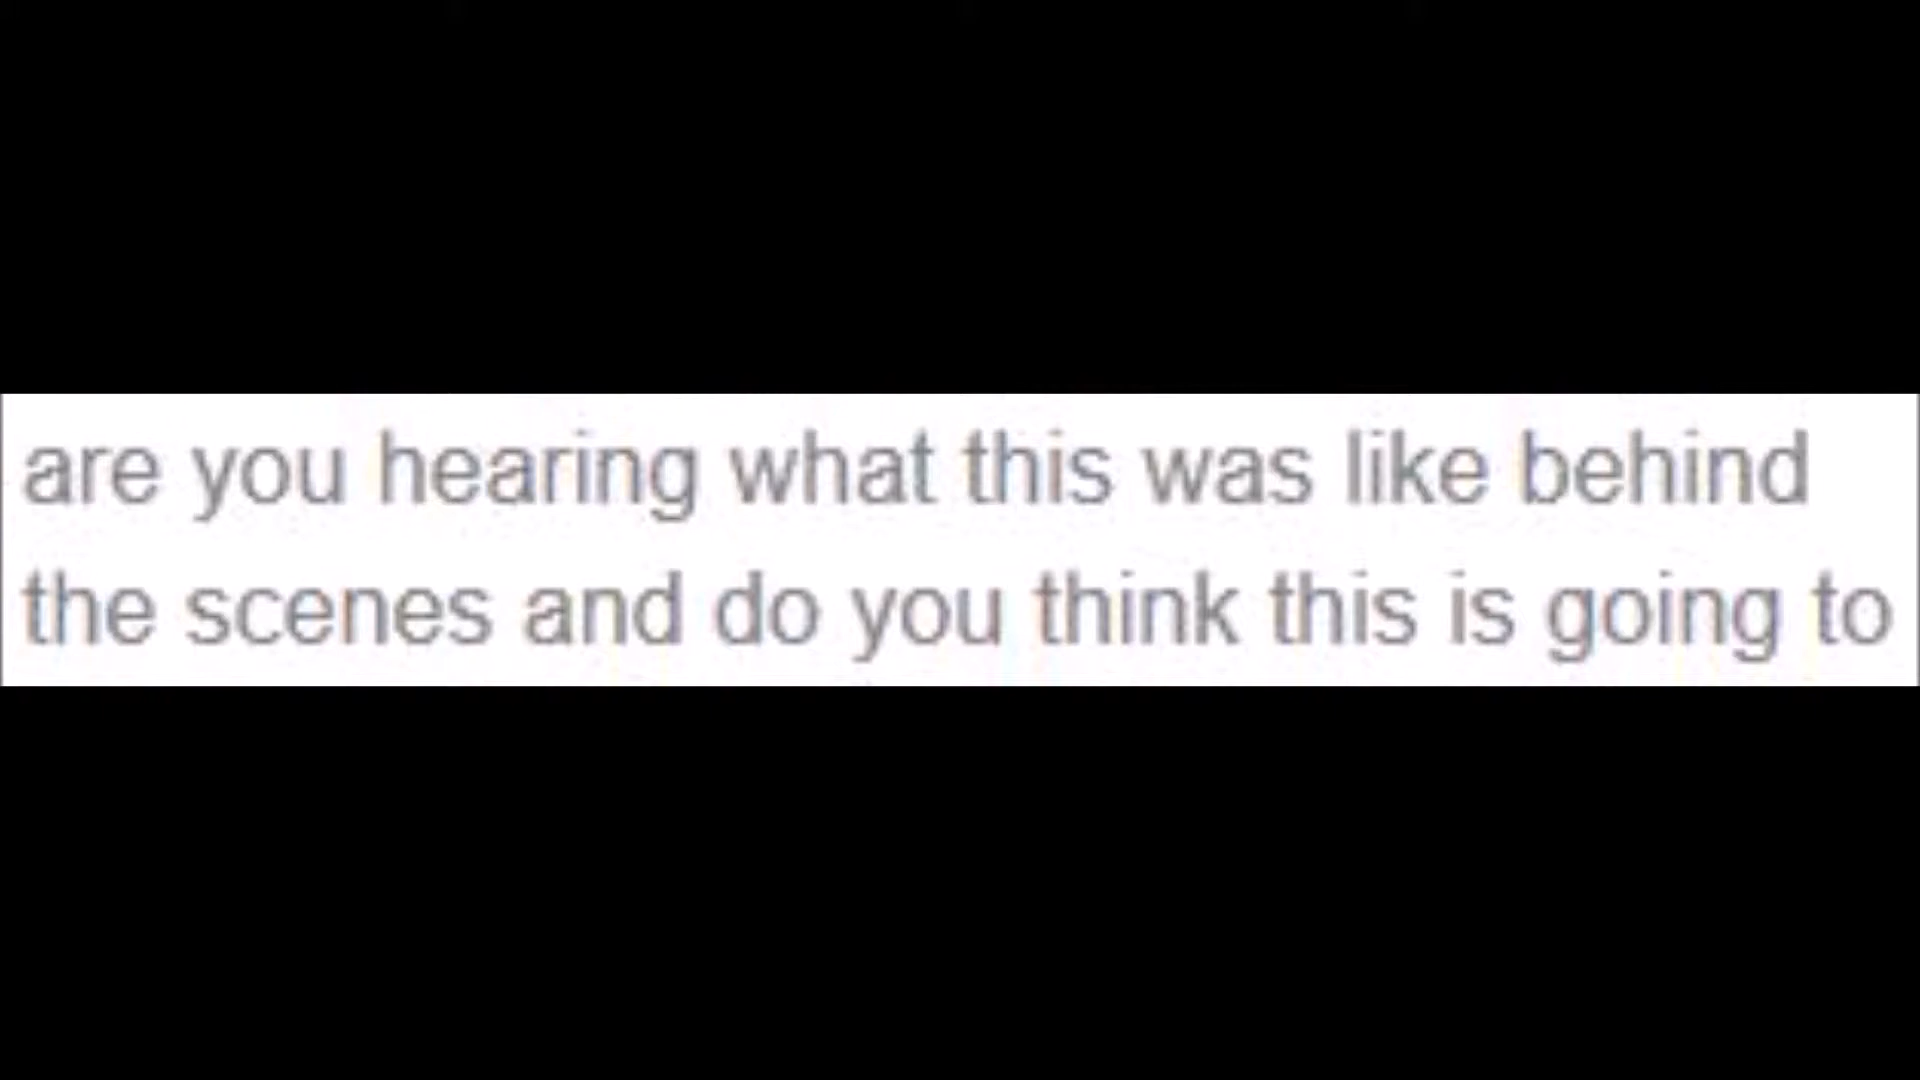 are you hearing what this was like behind
the scenes and do you think this is going to